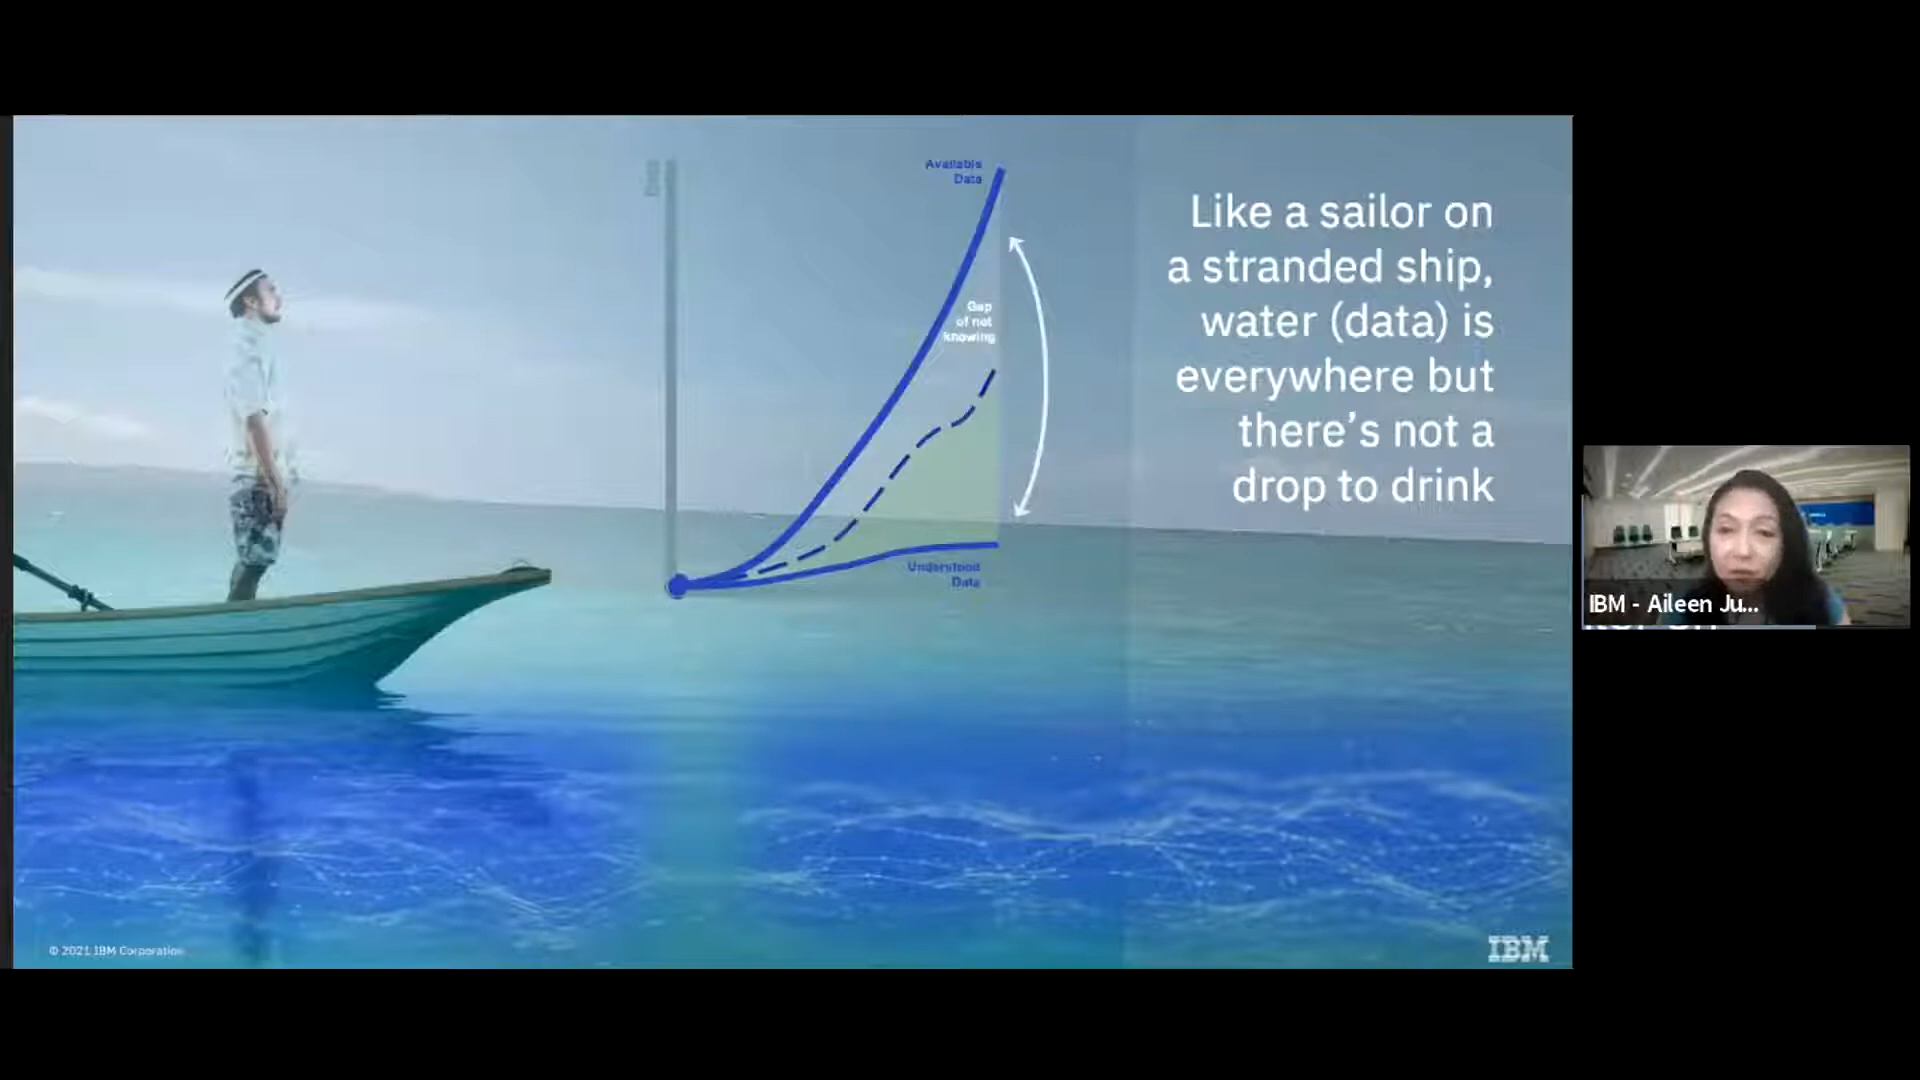 Available
Data
Gap
of not
knowing
Understood
Data
Like a sailor on
a stranded ship,
water (data) is
everywhere but
there’s not a
drop to drink
IBM - Aileen Ju...
© 2021 IBM Corporation
IBM